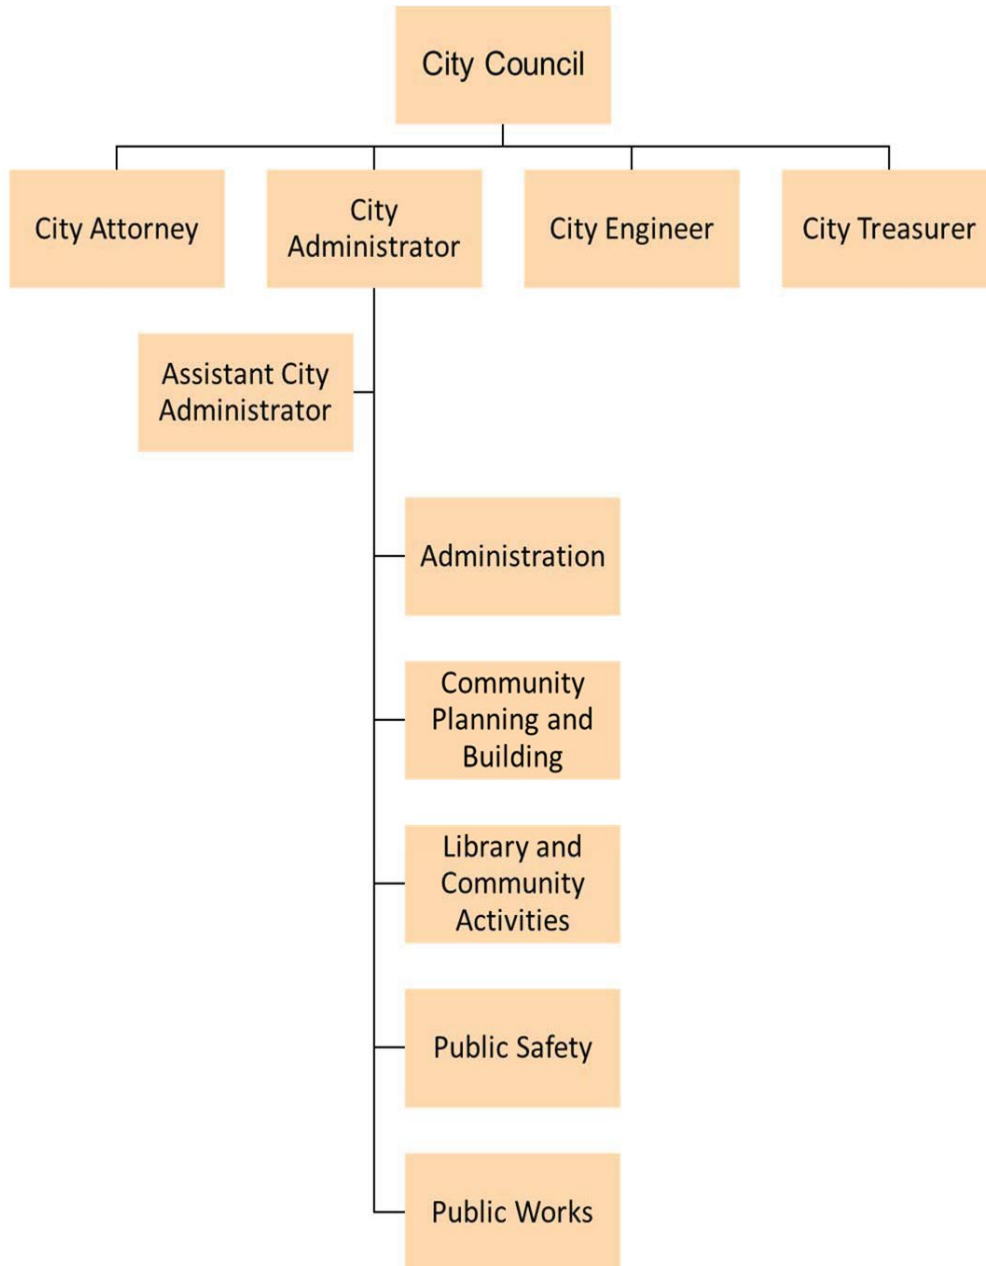 City Council
City Attorney
City
Administrator
City Engineer
City Treasurer
Assistant City
Administrator
Administration
Community
Planning and
Building
Library and
Community
Activities
Public Safety
Public Works